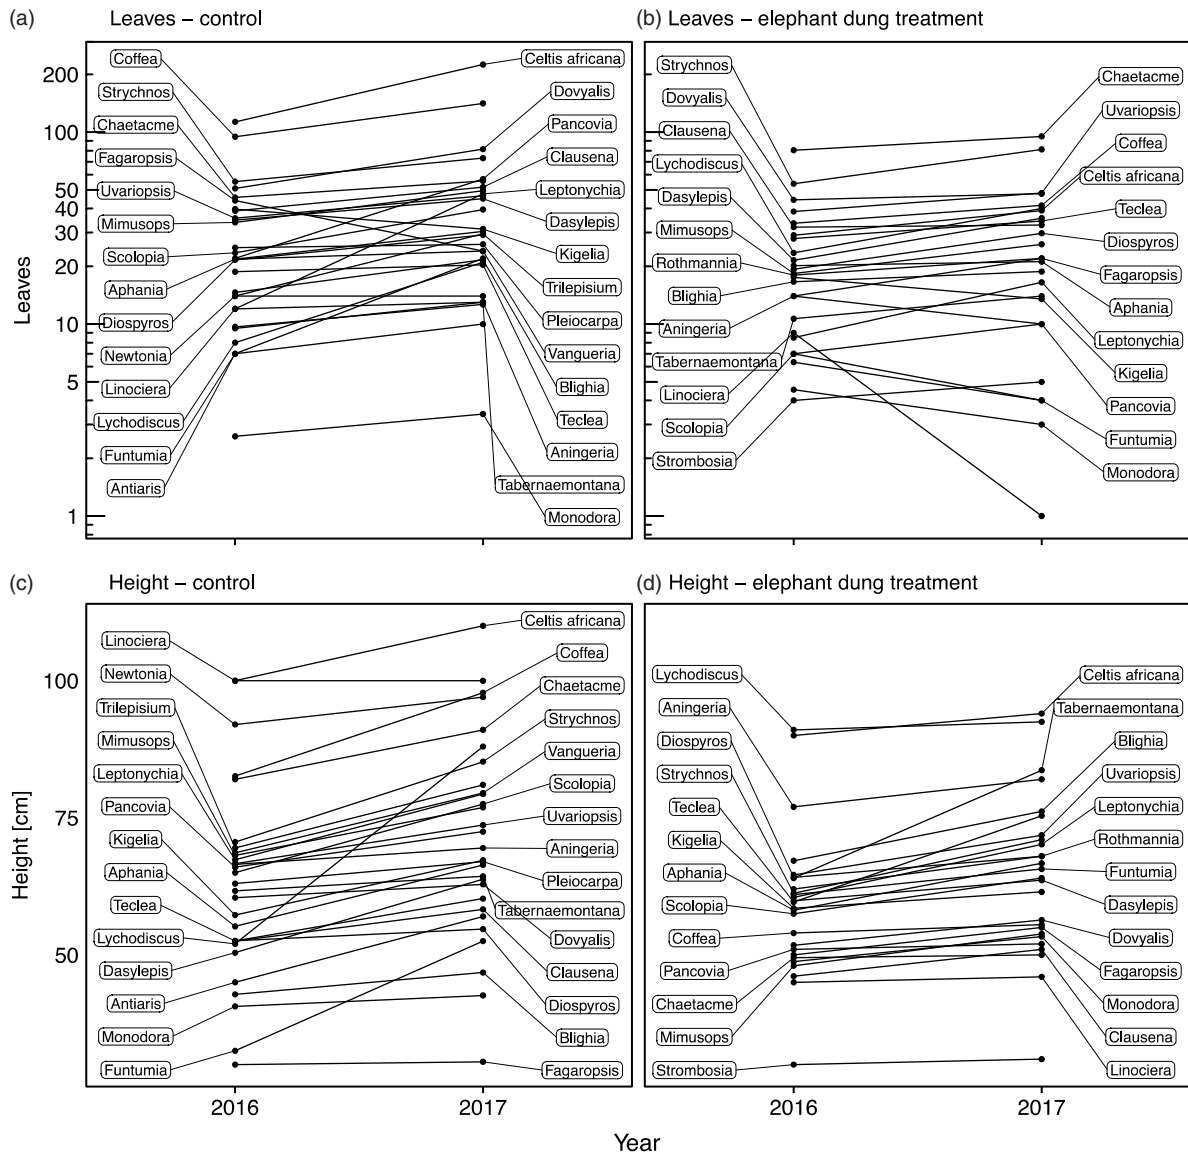 (a) Leaves – control
(b) Leaves – elephant dung treatment
Leaves
200
100
50
40
30
20
10
5
1
Coffea
Strychnos
Chaetacme
Fagaropsis
Uvariopsis
Mimusops
Scolopia
Aphania
Diospyros
Newtonia
Linociera
Lychodiscus
Funtumia
Antiaris
Celtis africana
Dovyalis
Pancovia
Clausena
Leptonychia
Dasylepis
Kigelia
Trilepisium
Pleiocarpa
Vangueria
Blighia
Teclea
Aningeria
Tabernaemontana
Monodora
Strychnos
Dovyalis
Clausena
Lychodiscus
Dasylepis
Mimusops
Rothmannia
Blighia
Aningeria
Tabernaemontana
Linociera
Scolopia
Strombosia
Chaetacme
Uvariopsis
Coffea
Celtis africana
Teclea
Diospyros
Fagaropsis
Aphania
Leptonychia
Kigelia
Pancovia
Funtumia
Monodora
(c) Height – control
(d) Height – elephant dung treatment
Height [cm]
100
75
50
Linociera
Newtonia
Trilepisium
Mimusops
Leptonychia
Pancovia
Kigelia
Aphania
Teclea
Lychodiscus
Dasylepis
Antiaris
Monodora
Funtumia
Celtis africana
Coffea
Chaetacme
Strychnos
Vangueria
Scolopia
Uvariopsis
Aningeria
Pleiocarpa
Tabernaemontana
Dovyalis
Clausena
Diospyros
Blighia
Fagaropsis
Lychodiscus
Aningeria
Diospyros
Strychnos
Teclea
Kigelia
Aphania
Scolopia
Coffea
Pancovia
Chaetacme
Mimusops
Strombosia
Celtis africana
Tabernaemontana
Blighia
Uvariopsis
Leptonychia
Rothmannia
Funtumia
Dasylepis
Dovyalis
Fagaropsis
Monodora
Clausena
Linociera
2016
2017
2016
2017
Year